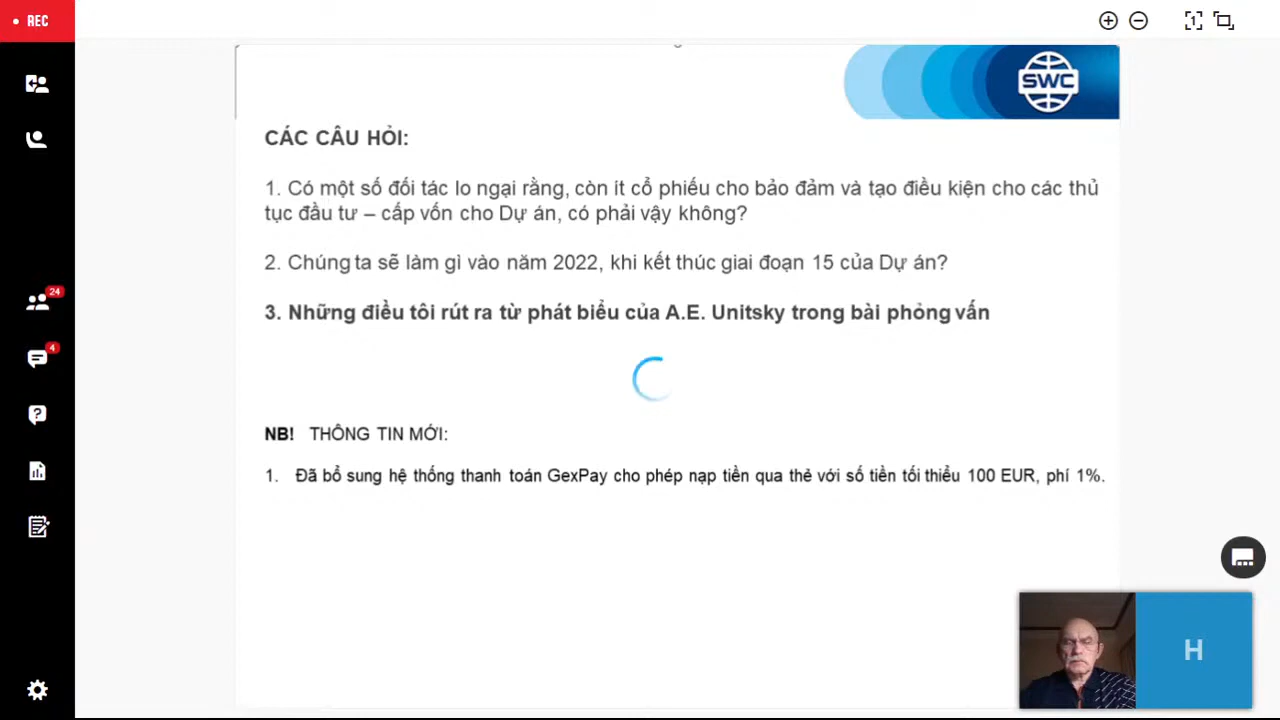 REC
SWC
CÁC CÂU HỎI:
1. Có một số đối tác lo ngại rằng, còn ít cổ phiếu cho bảo đảm và tạo điều kiện cho các thủ
tục đầu tư – cấp vốn cho Dự án, có phải vậy không?
2. Chúng ta sẽ làm gì vào năm 2022, khi kết thúc giai đoạn 15 của Dự án?
3. Những điều tôi rút ra từ phát biểu của A.E. Unitsky trong bài phỏng vấn
24
4
NB! THÔNG TIN MỚI:
1. Đã bổ sung hệ thống thanh toán GexPay cho phép nạp tiền qua thẻ với số tiền tối thiểu 100 EUR, phí 1%.
H